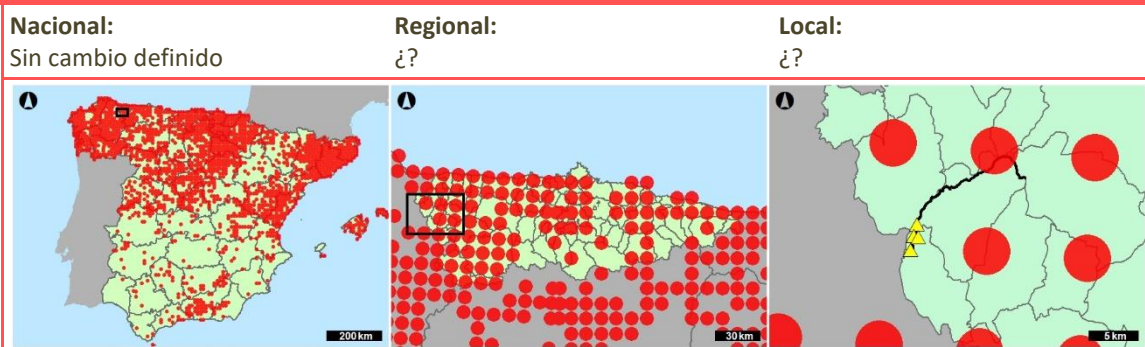 Nacional:
Sin cambio definido
Regional:
¿?
Local:
¿?
200 km
30 km
5 km